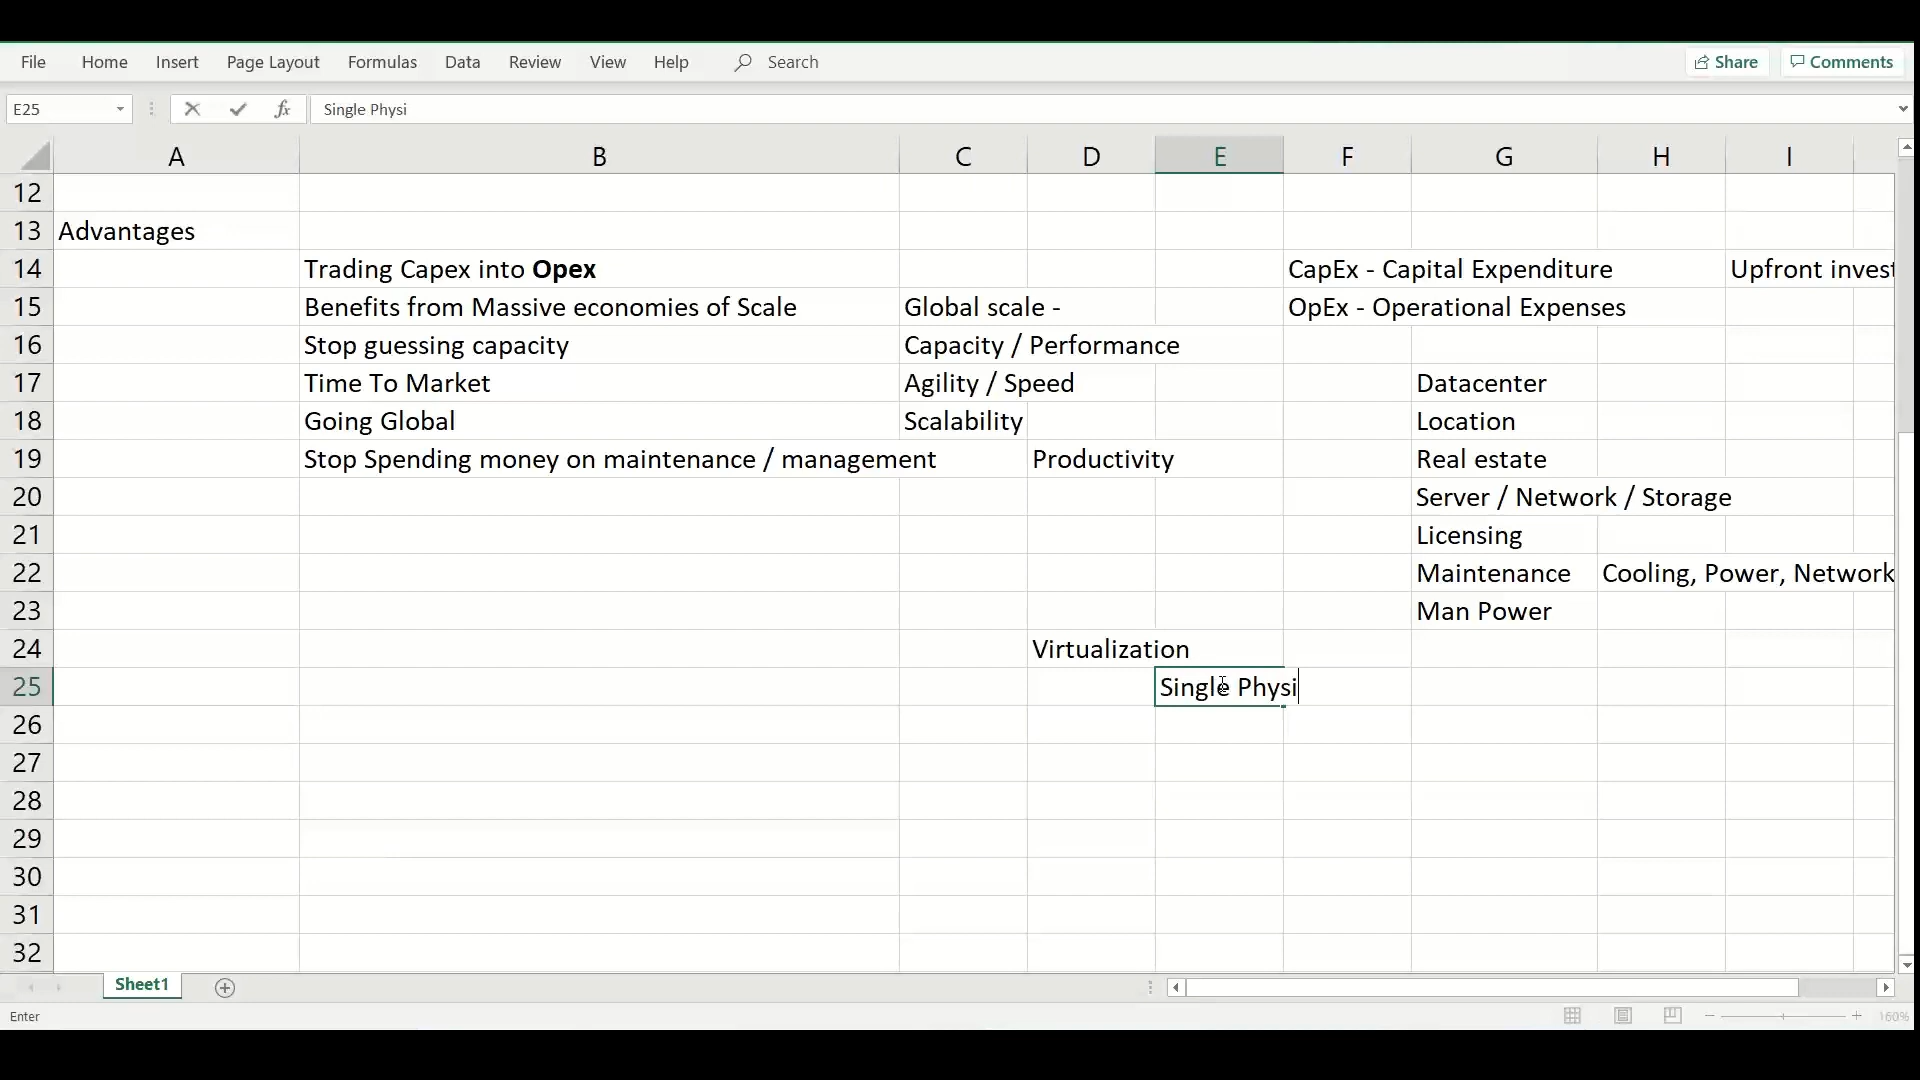 File Home Insert Page Layout Formulas Data Review View Help Search Share Comments
E25 fx Single Physi
A B C D E F G H I
12
13 Advantages
14 Trading Capex into Opex CapEx - Capital Expenditure Upfront invest
15 Benefits from Massive economies of Scale Global scale - OpEx - Operational Expenses
16 Stop guessing capacity Capacity / Performance
17 Time To Market Agility / Speed Datacenter
18 Going Global Scalability Location
19 Stop Spending money on maintenance / management Productivity Real estate
20 Server / Network / Storage
21 Licensing
22 Maintenance Cooling, Power, Network
23 Man Power
24 Virtualization
25 Single Physi
26
27
28
29
30
31
32
Sheet1
Enter 160%